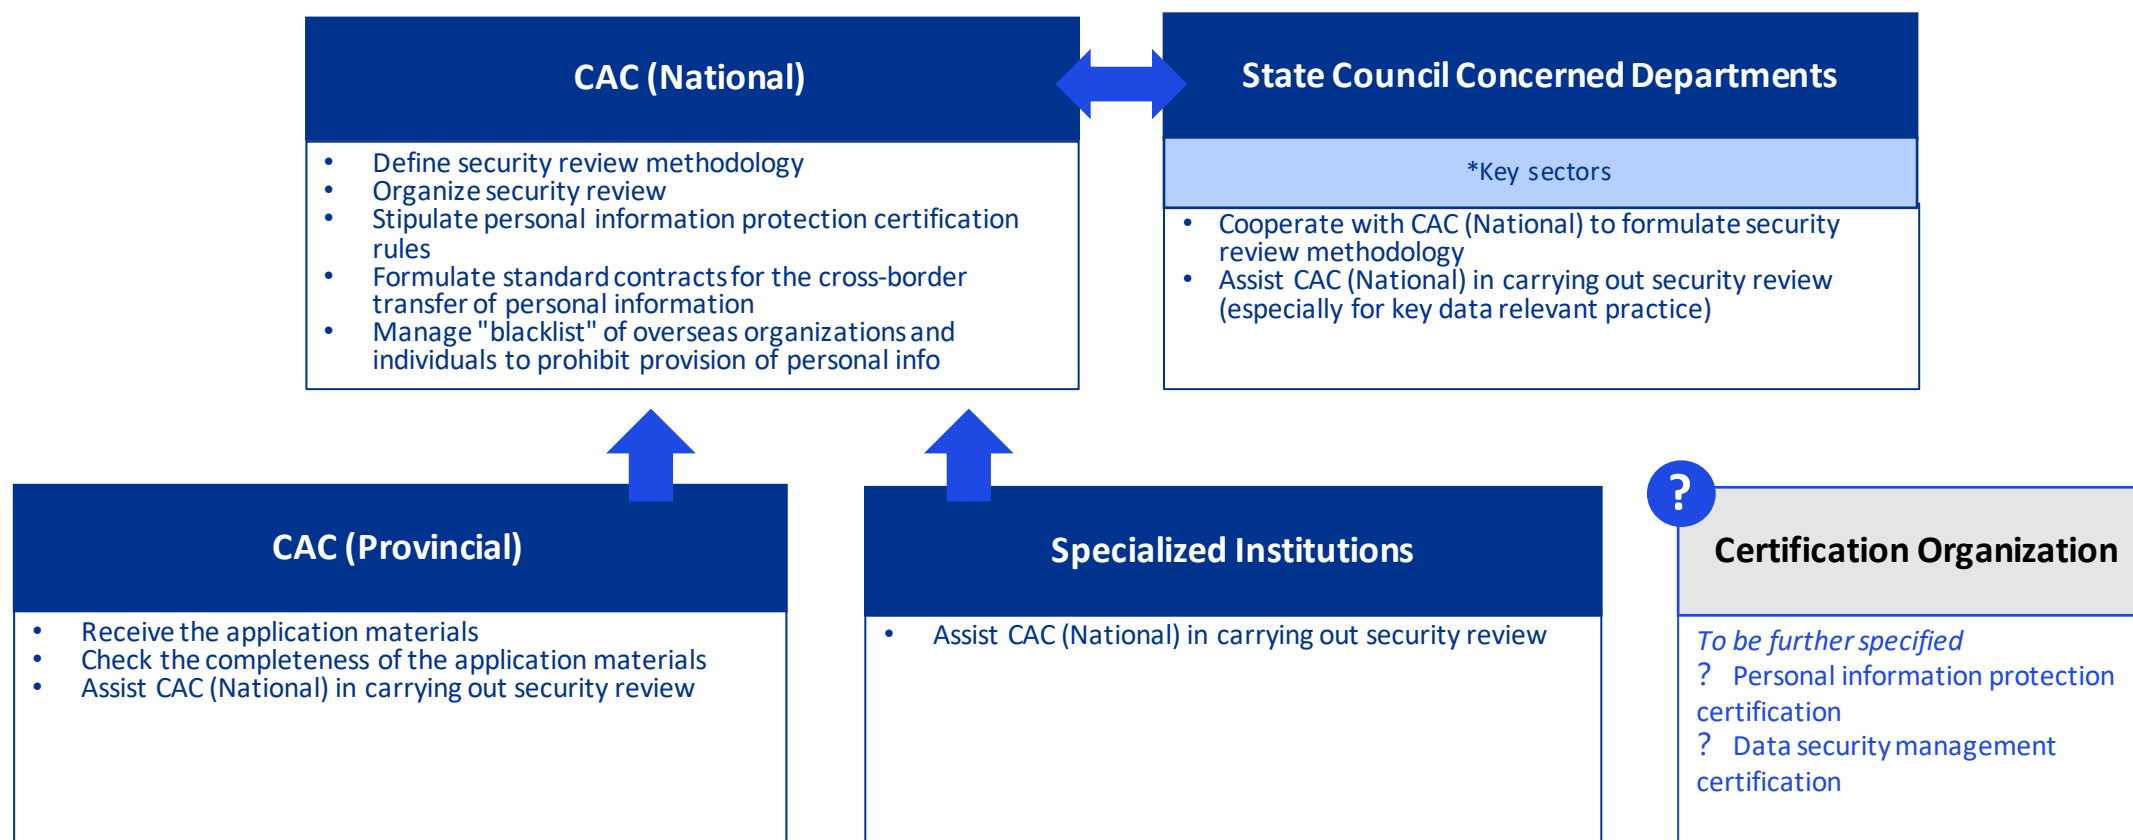 CAC (National)
• Define security review methodology
• Organize security review
• Stipulate personal information protection certification
rules
• Formulate standard contracts for the cross-border
transfer of personal information
• Manage "blacklist" of overseas organizations and
individuals to prohibit provision of personal info
State Council Concerned Departments
*Key sectors
• Cooperate with CAC (National) to formulate security
review methodology
• Assist CAC (National) in carrying out security review
(especially for key data relevant practice)
CAC (Provincial)
• Receive the application materials
• Check the completeness of the application materials
• Assist CAC (National) in carrying out security review
Specialized Institutions
• Assist CAC (National) in carrying out security review
?
Certification Organization
To be further specified
? Personal information protection
certification
? Data security management
certification